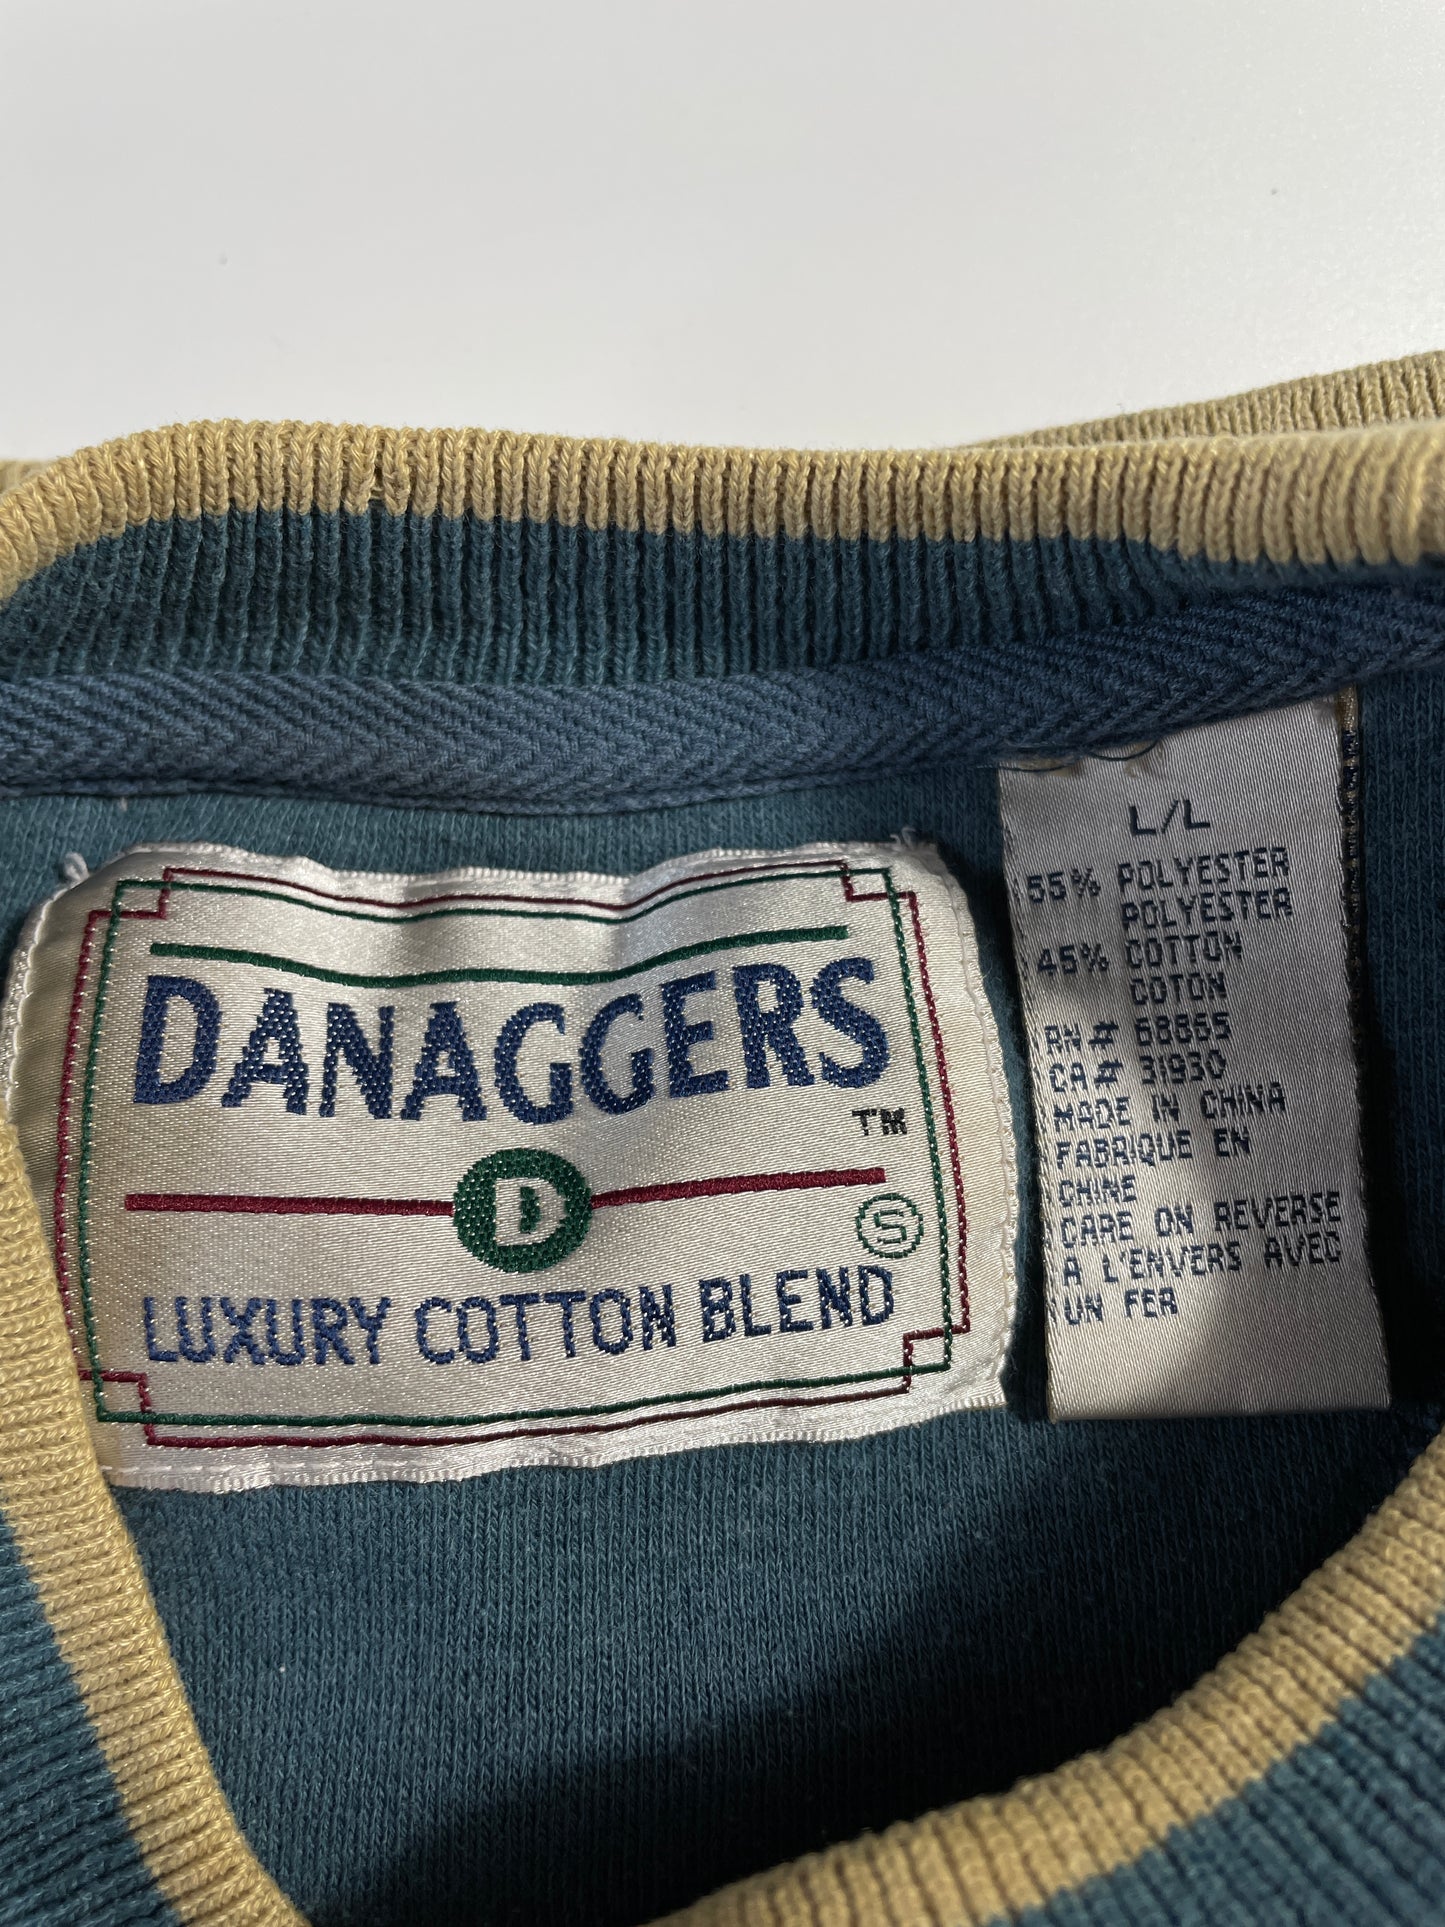 DANAGGERS
TM
D
S
LUXURY COTTON BLEND
L/L
55% POLYESTER
POLYESTER
45% COTTON
COTON
RN# 68865
CA# 31930
MADE IN CHINA
FABRIQUE EN
CHINE
CARE ON REVERSE
A L'ENVERS AVEC
UN FER